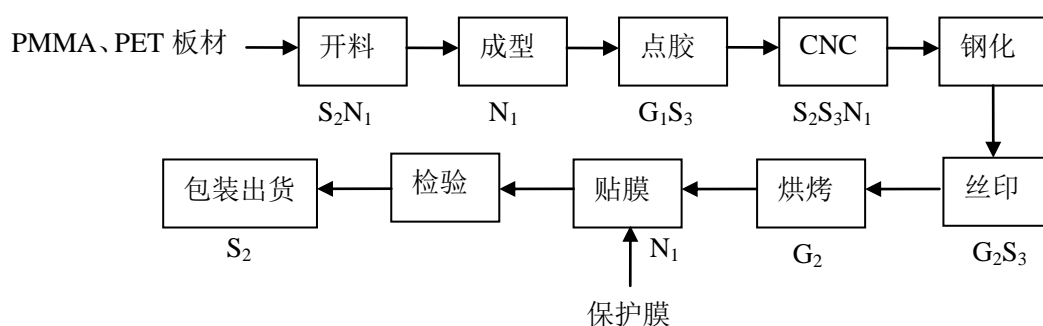 PMMA、PET 板材 开料 成型 点胶 CNC 钢化
S₂N₁ N₁ G₁S₃ S₂S₃N₁
包装出货 检验 贴膜 烘烤 丝印
S₂ N₁ G₂ G₂S₃
保护膜